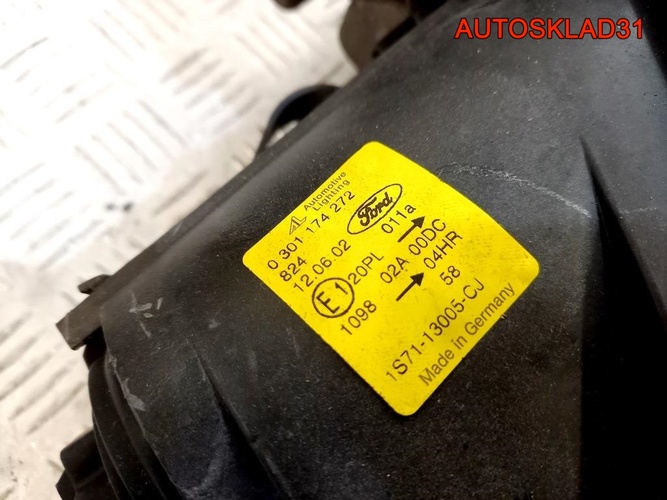 AUTOSKLAD31
AL Automotive Lighting
0 301 174 272
824
12.06.02
Ford
011a
E1 20PL 02A 00DC
1098 → 04HR
58
1S71-13005-CJ
Made in Germany